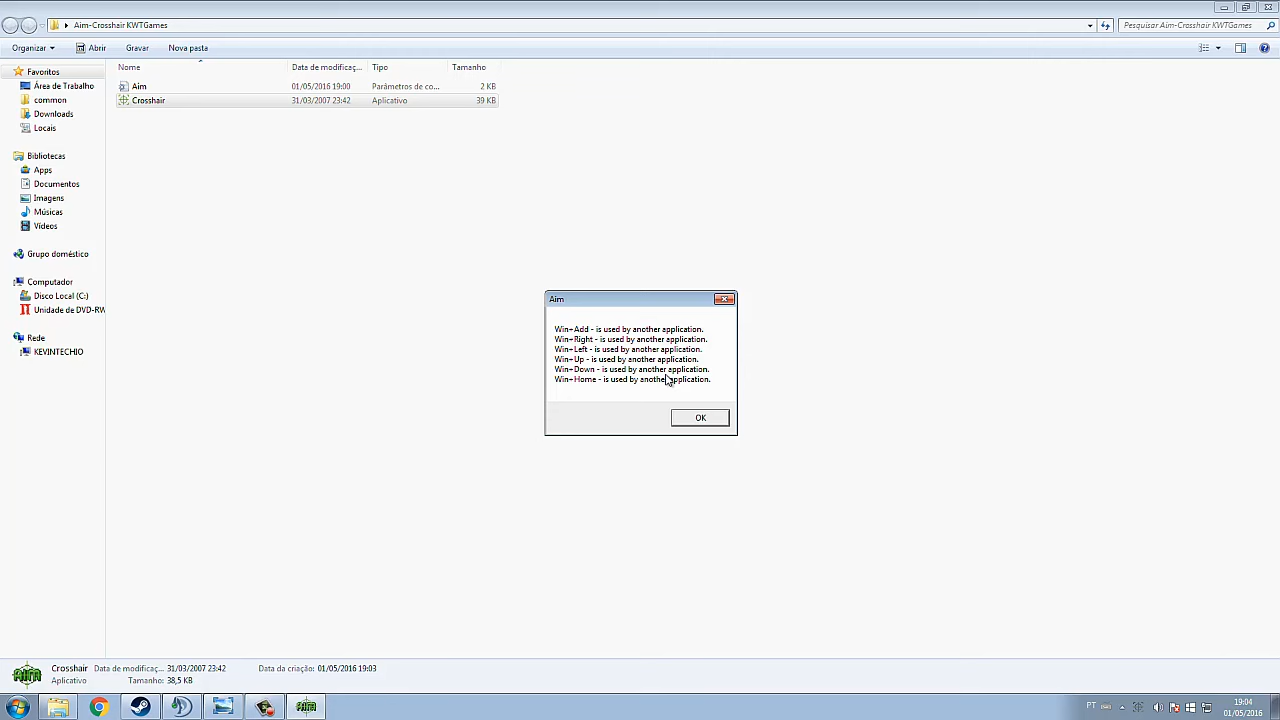 Aim-Crosshair KWTGames
Pesquisar Aim-Crosshair KWTGames
Organizar
Abrir
Gravar
Nova pasta
Favoritos
Área de Trabalho
common
Downloads
Locais
Bibliotecas
Apps
Documentos
Imagens
Músicas
Vídeos
Grupo doméstico
Computador
Disco Local (C:)
Unidade de DVD-RW
Rede
KEVINTECHIO
Nome Data de modificaç... Tipo Tamanho
Aim 01/05/2016 19:00 Parâmetros de co... 2 KB
Crosshair 31/03/2007 23:42 Aplicativo 39 KB
Aim
Win+Add - is used by another application.
Win+Right - is used by another application.
Win+Left - is used by another application.
Win+Up - is used by another application.
Win+Down - is used by another application.
Win+Home - is used by another application.
OK
Crosshair Data de modificaç... 31/03/2007 23:42 Data da criação: 01/05/2016 19:03
Aplicativo Tamanho: 38,5 KB
PT
19:04
01/05/2016